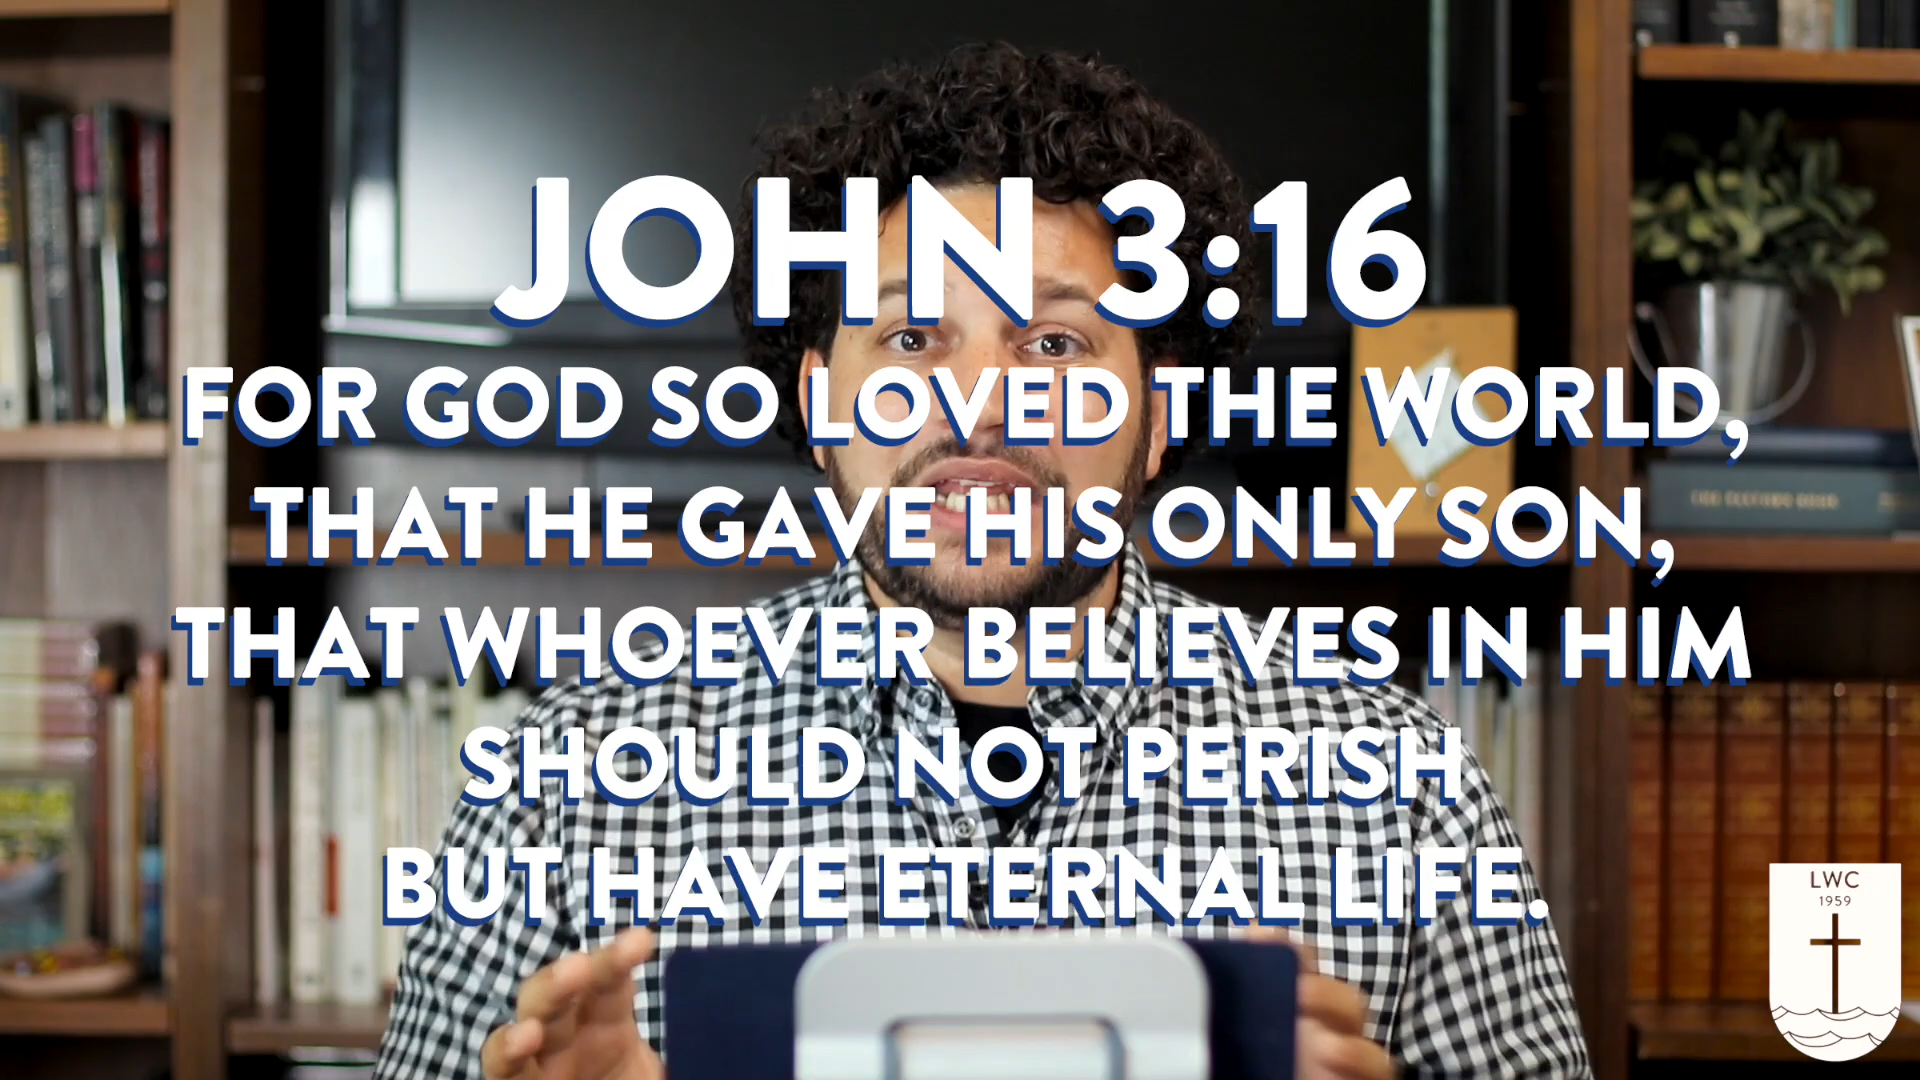 JOHN 3:16
FOR GOD SO LOVED THE WORLD,
THAT HE GAVE HIS ONLY SON,
THAT WHOEVER BELIEVES IN HIM
SHOULD NOT PERISH
BUT HAVE ETERNAL LIFE.
LWC
1959